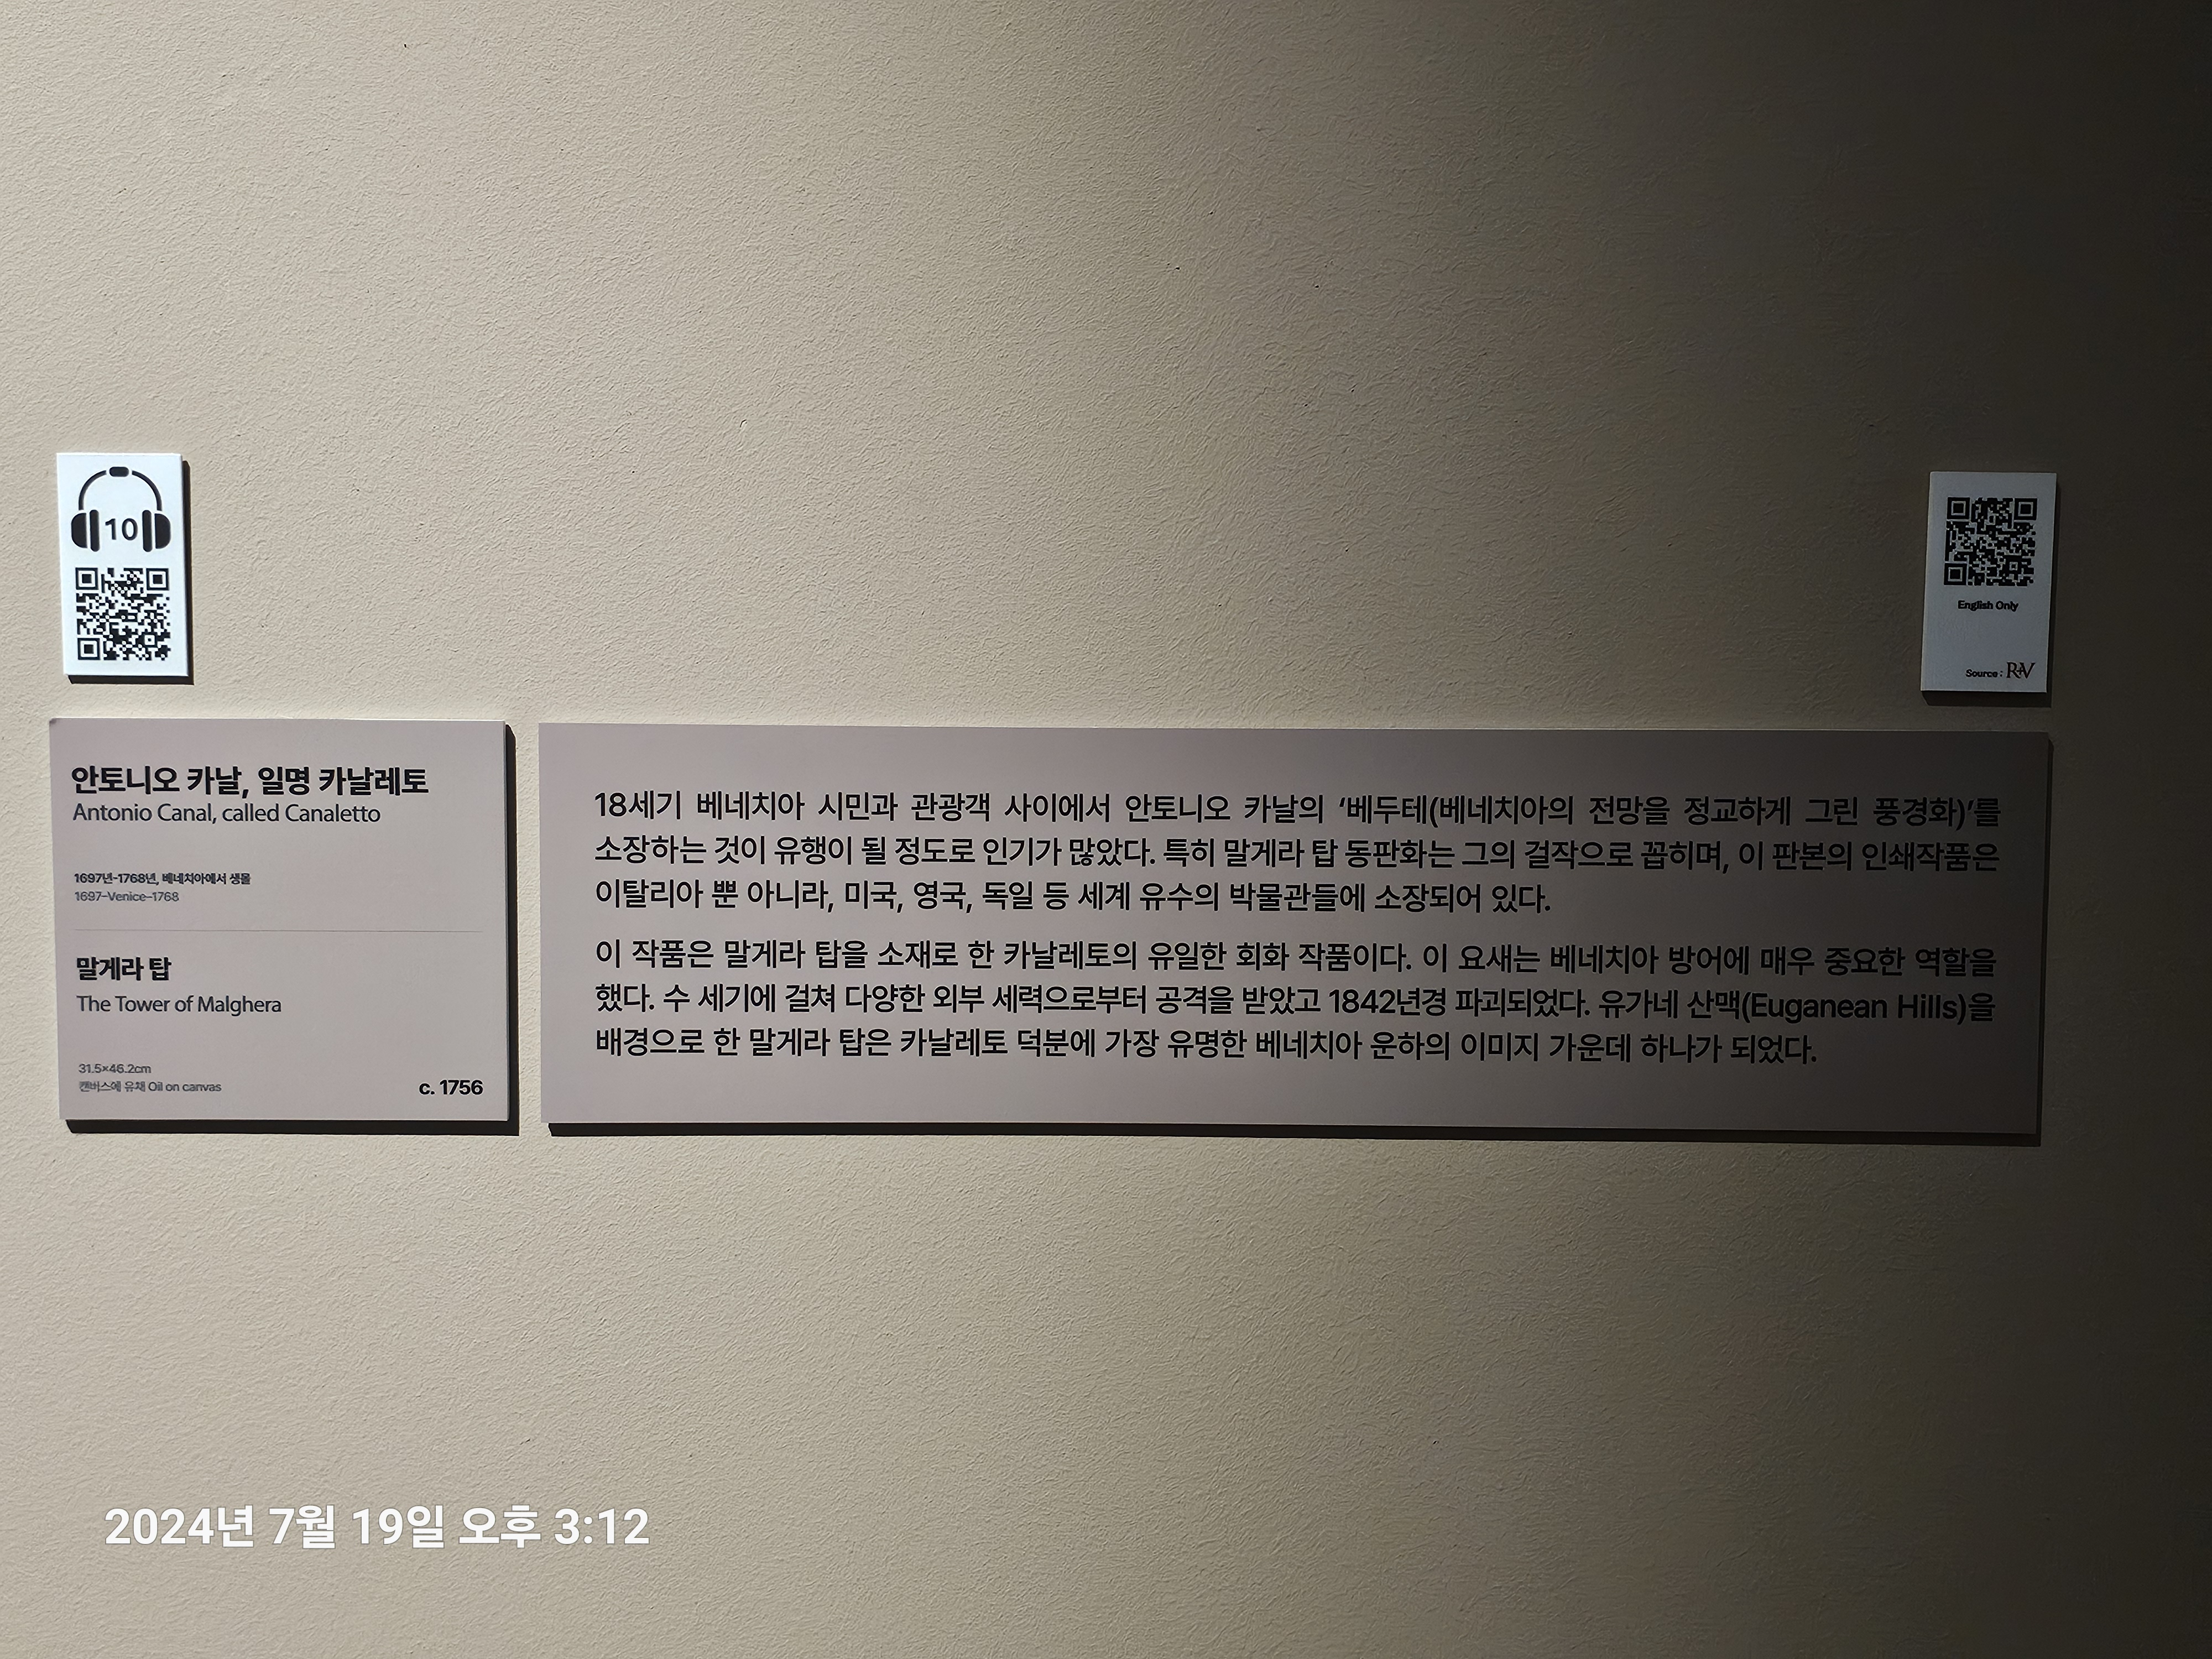 10
English Only
Source : R+V
안토니오 카날, 일명 카날레토
Antonio Canal, called Canaletto
1697년-1768년, 베네치아에서 생몰
1697-Venice-1768
말게라 탑
The Tower of Malghera
31.5×46.2cm
캔버스에 유채 Oil on canvas
c. 1756
18세기 베네치아 시민과 관광객 사이에서 안토니오 카날의 ‘베두테(베네치아의 전망을 정교하게 그린 풍경화)’를
소장하는 것이 유행이 될 정도로 인기가 많았다. 특히 말게라 탑 동판화는 그의 걸작으로 꼽히며, 이 판본의 인쇄작품은
이탈리아 뿐 아니라, 미국, 영국, 독일 등 세계 유수의 박물관들에 소장되어 있다.
이 작품은 말게라 탑을 소재로 한 카날레토의 유일한 회화 작품이다. 이 요새는 베네치아 방어에 매우 중요한 역할을
했다. 수 세기에 걸쳐 다양한 외부 세력으로부터 공격을 받았고 1842년경 파괴되었다. 유가네 산맥(Euganean Hills)을
배경으로 한 말게라 탑은 카날레토 덕분에 가장 유명한 베네치아 운하의 이미지 가운데 하나가 되었다.
2024년 7월 19일 오후 3:12